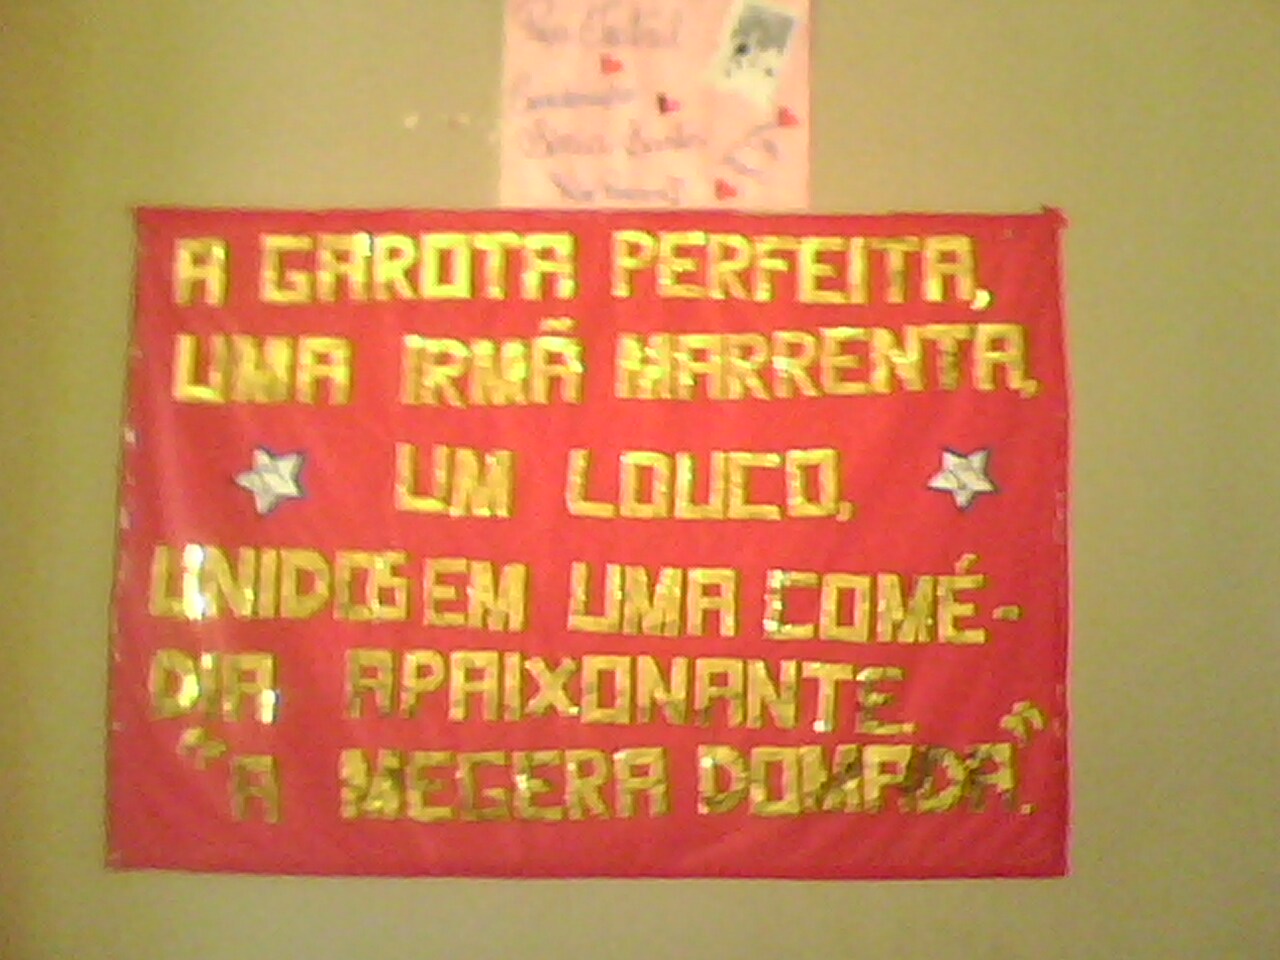 A GAROTA PERFEITA,
UMA IRMÃ MARRENTA,
UM LOUCO,
UNIDOS EM UMA COMÉ-
DIA APAIXONANTE
"A MEGERA DOMADA."